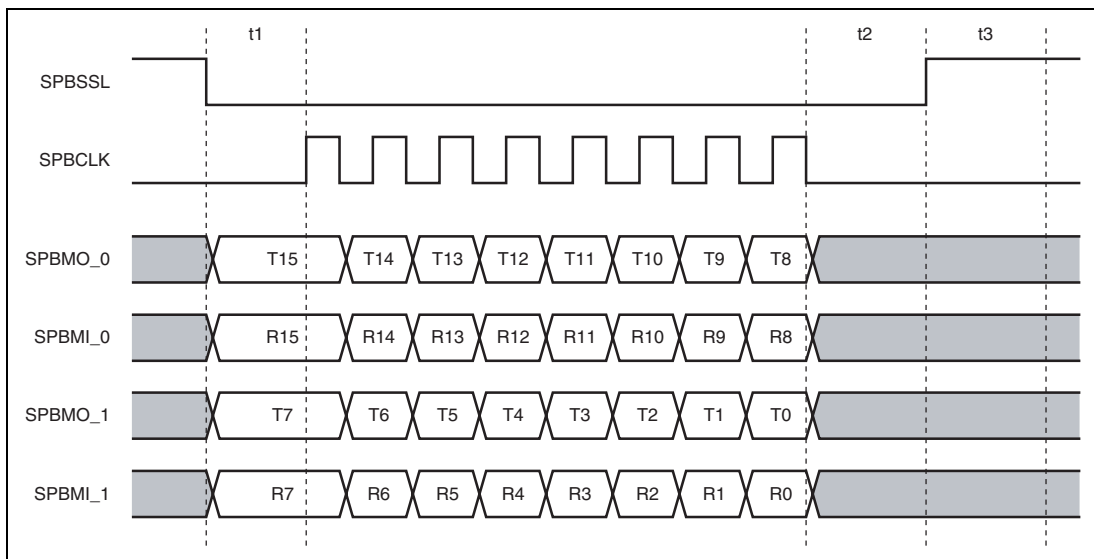 t1 t2 t3
SPBSSL
SPBCLK
SPBMO_0 T15 T14 T13 T12 T11 T10 T9 T8
SPBMI_0 R15 R14 R13 R12 R11 R10 R9 R8
SPBMO_1 T7 T6 T5 T4 T3 T2 T1 T0
SPBMI_1 R7 R6 R5 R4 R3 R2 R1 R0